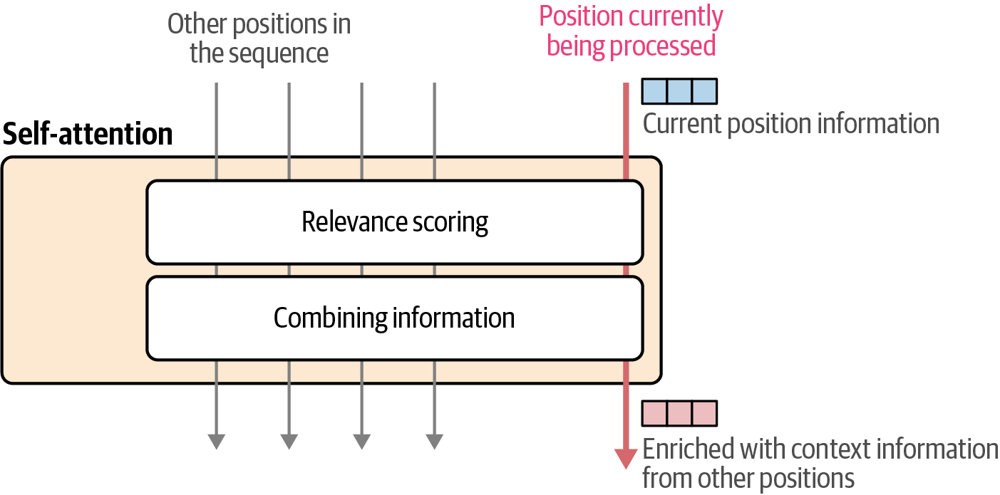 Other positions in
the sequence
Position currently
being processed
Current position information
Self-attention
Relevance scoring
Combining information
Enriched with context information
from other positions